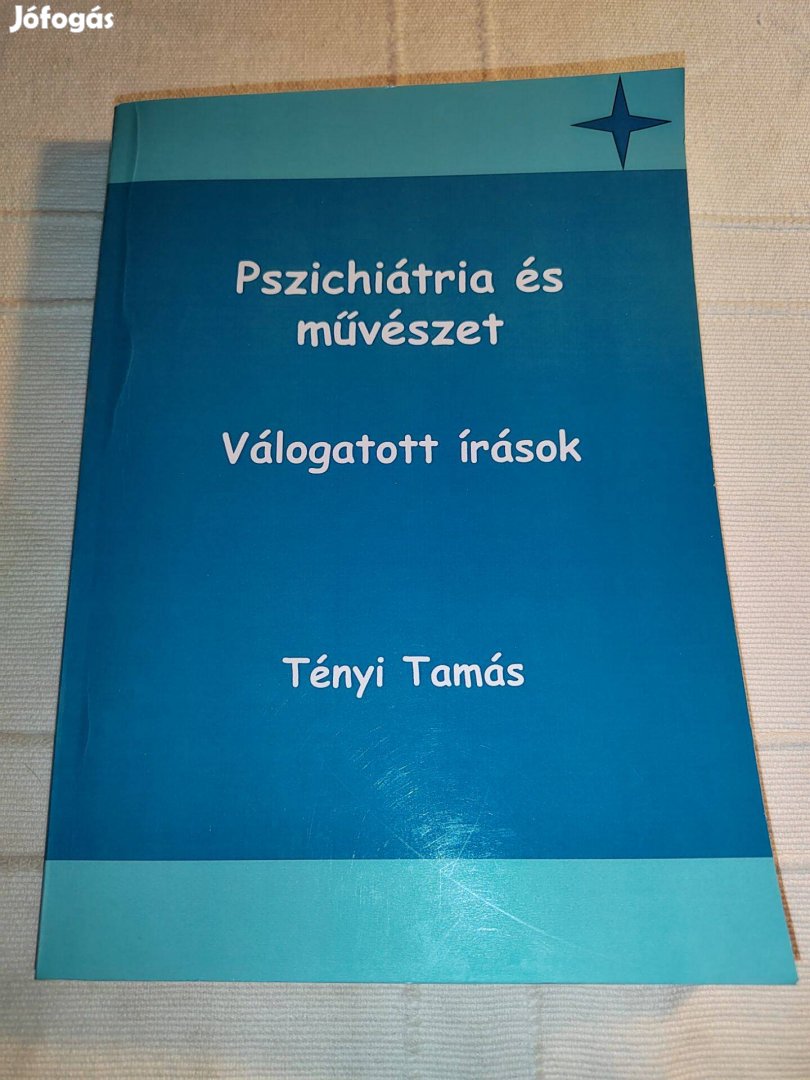 Jófogás
Pszichiátria és
művészet
Válogatott írások
Tényi Tamás